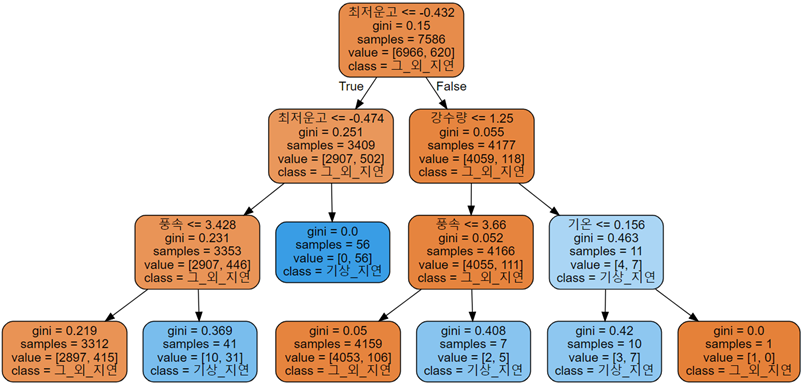 최저운고 <= -0.432
gini = 0.15
samples = 7586
value = [6966, 620]
class = 그_외_지연
True
False
최저운고 <= -0.474
gini = 0.251
samples = 3409
value = [2907, 502]
class = 그_외_지연
강수량 <= 1.25
gini = 0.055
samples = 4177
value = [4059, 118]
class = 그_외_지연
풍속 <= 3.428
gini = 0.231
samples = 3353
value = [2907, 446]
class = 그_외_지연
gini = 0.0
samples = 56
value = [0, 56]
class = 기상_지연
풍속 <= 3.66
gini = 0.052
samples = 4166
value = [4055, 111]
class = 그_외_지연
기온 <= 0.156
gini = 0.463
samples = 11
value = [4, 7]
class = 기상_지연
gini = 0.219
samples = 3312
value = [2897, 415]
class = 그_외_지연
gini = 0.369
samples = 41
value = [10, 31]
class = 기상_지연
gini = 0.05
samples = 4159
value = [4053, 106]
class = 그_외_지연
gini = 0.408
samples = 7
value = [2, 5]
class = 기상_지연
gini = 0.42
samples = 10
value = [3, 7]
class = 기상_지연
gini = 0.0
samples = 1
value = [1, 0]
class = 그_외_지연